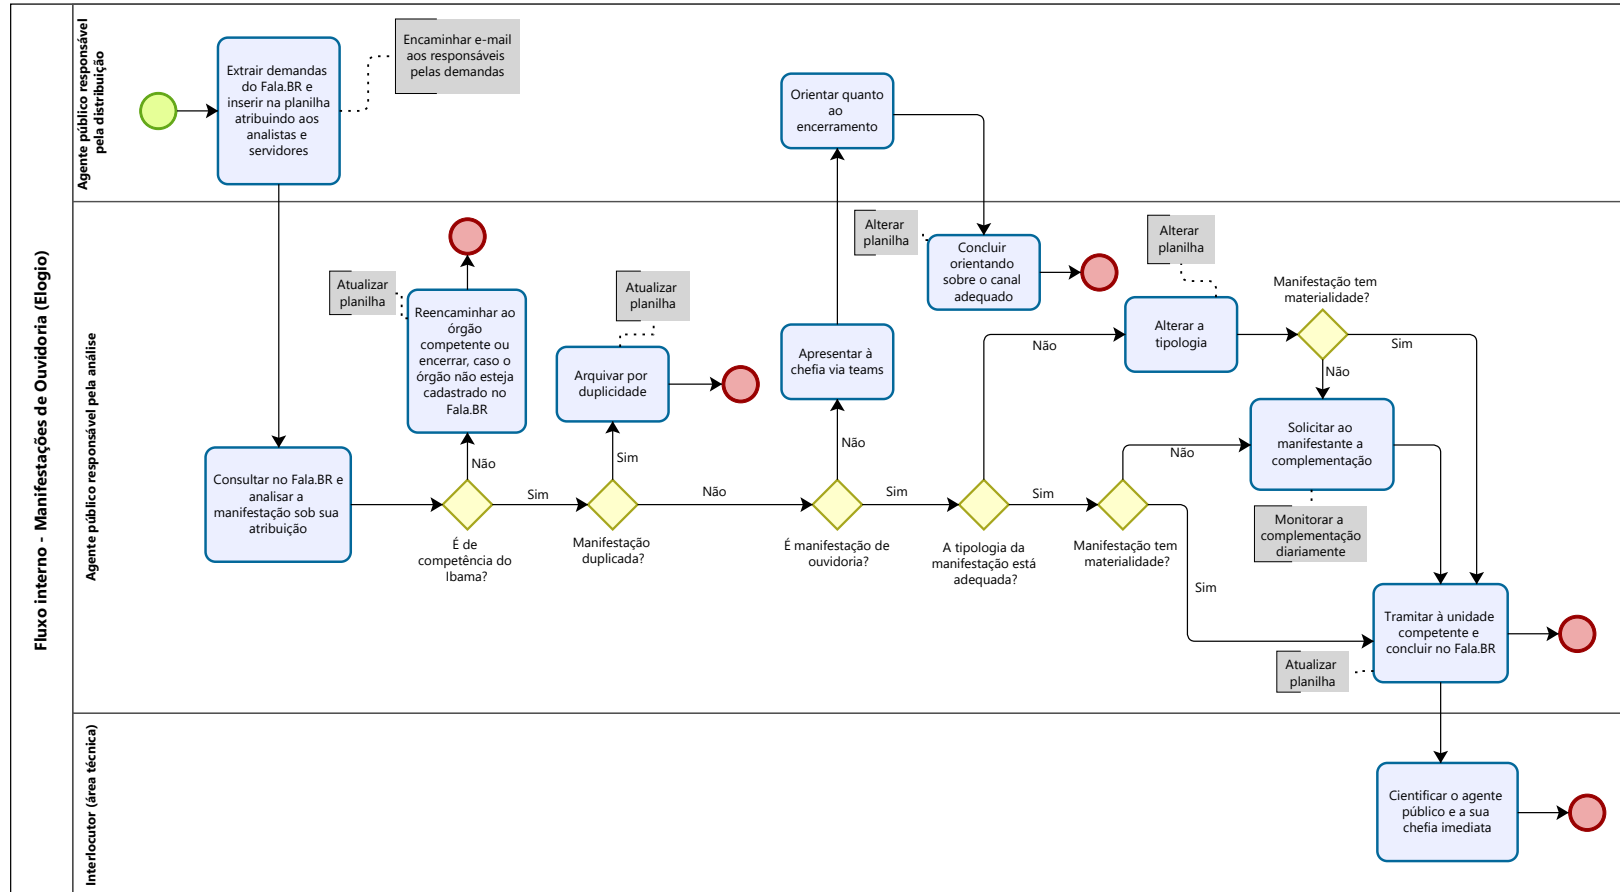 Fluxo interno - Manifestações de Ouvidoria (Elogio)
Agente público responsável
pela distribuição
Extrair demandas
do Fala.BR e
inserir na planilha
atribuindo aos
analistas e
servidores
Encaminhar e-mail
aos responsáveis
pelas demandas
Orientar quanto
ao
encerramento
Agente público responsável pela análise
Consultar no Fala.BR e
analisar a
manifestação sob sua
atribuição
É de
competência do
Ibama?
Não
Sim
Atualizar
planilha
Reencaminhar ao
órgão
competente ou
encerrar, caso o
órgão não esteja
cadastrado no
Fala.BR
Manifestação
duplicada?
Sim
Não
Arquivar por
duplicidade
Atualizar
planilha
É manifestação de
ouvidoria?
Não
Sim
Apresentar à
chefia via teams
Alterar
planilha
Concluir
orientando
sobre o canal
adequado
A tipologia da
manifestação está
adequada?
Não
Sim
Alterar
planilha
Alterar a
tipologia
Manifestação tem
materialidade?
Sim
Não
Manifestação tem
materialidade?
Não
Sim
Solicitar ao
manifestante a
complementação
Monitorar a
complementação
diariamente
Tramitar à unidade
competente e
concluir no Fala.BR
Atualizar
planilha
Interlocutor (área técnica)
Cientificar o agente
público e a sua
chefia imediata